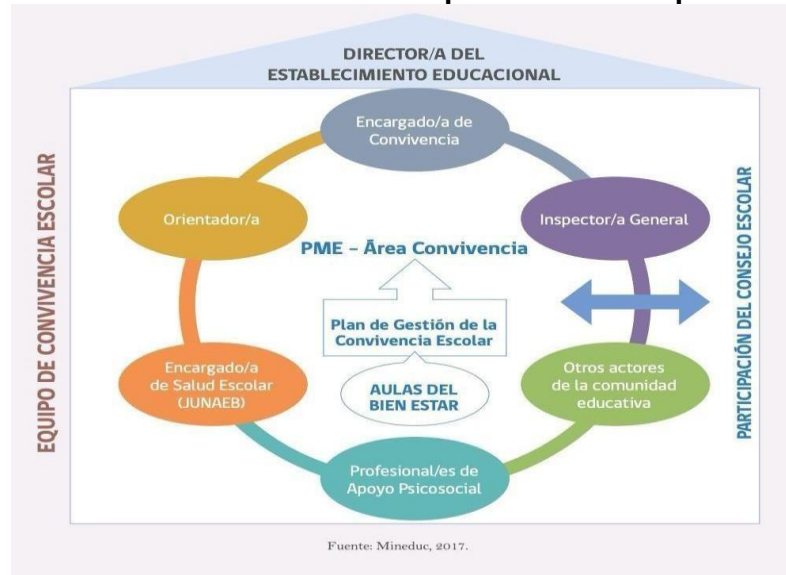 DIRECTOR/A DEL
ESTABLECIMIENTO EDUCACIONAL
EQUIPO DE CONVIVENCIA ESCOLAR
Encargado/a de
Convivencia
Orientador/a
Inspector/a General
PME – Área Convivencia
Plan de Gestión de la
Convivencia Escolar
AULAS DEL
BIEN ESTAR
Encargado/a
de Salud Escolar
(JUNAEB)
Otros actores
de la comunidad
educativa
Profesional/es de
Apoyo Psicosocial
PARTICIPACIÓN DEL CONSEJO ESCOLAR
Fuente: Mineduc, 2017.